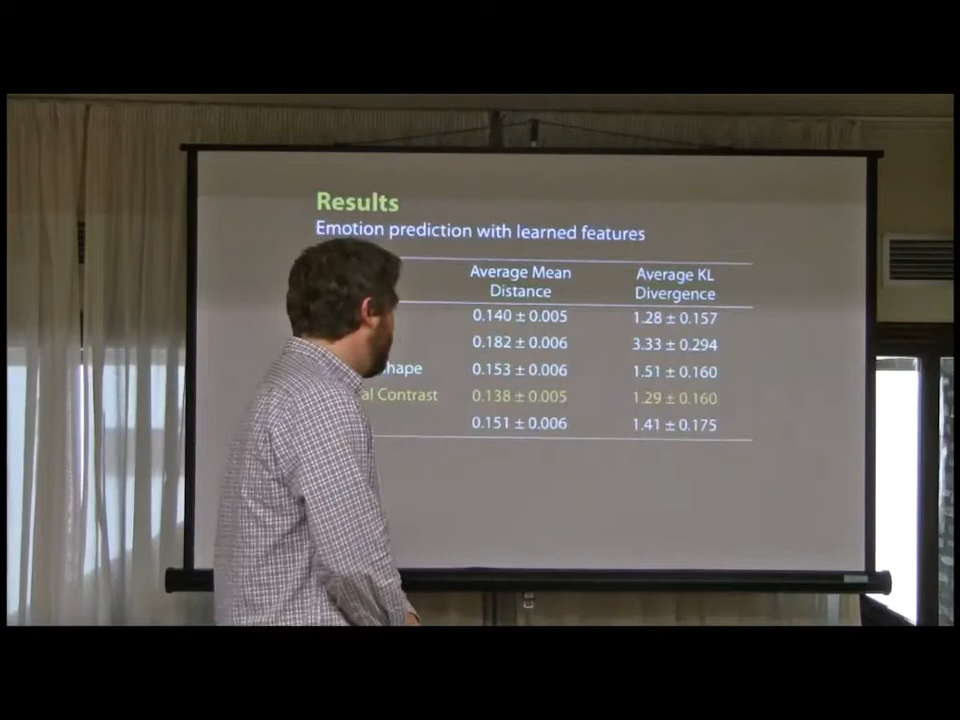 Results
Emotion prediction with learned features
Average Mean Distance
Average KL Divergence
0.140 ± 0.005 1.28 ± 0.157
0.182 ± 0.006 3.33 ± 0.294
0.153 ± 0.006 1.51 ± 0.160
Contrast 0.138 ± 0.005 1.29 ± 0.160
0.151 ± 0.006 1.41 ± 0.175